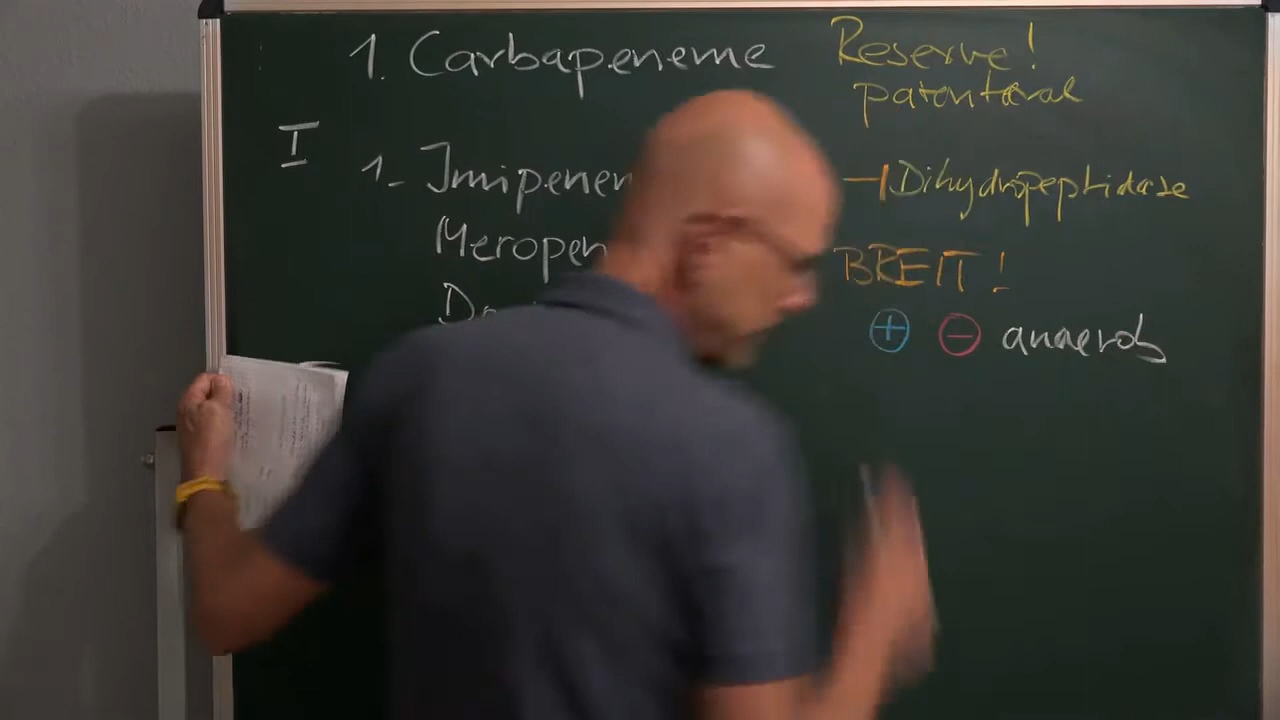 1. Carbapeneme Reserve!
parenteral
I
1. Imipenem ⊣ Dihydropeptidase
Meropen
BREIT!
D
⊕ ⊖ anaerob